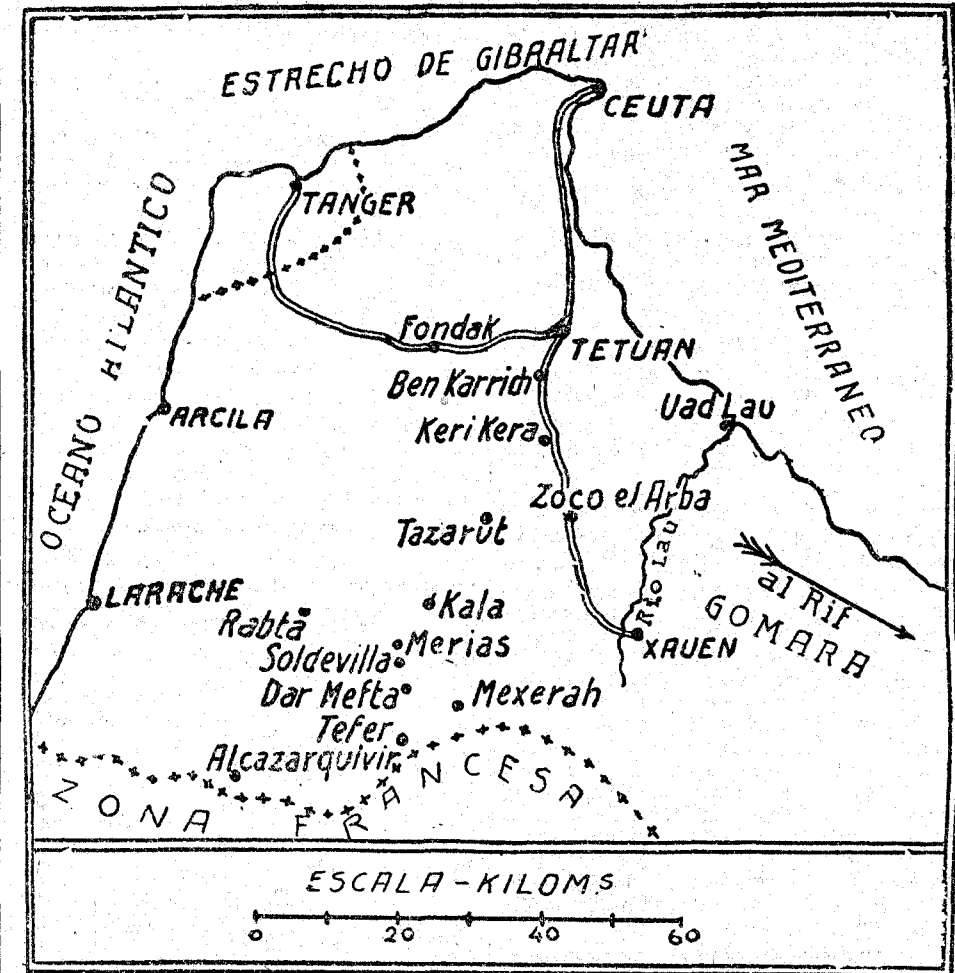 ESTRECHO DE GIBRALTAR
CEUTA
MAR MEDITERRANEO
TANGER
OCEANO ATLANTICO
Fondak
TETUAN
Ben Karrich
Uad Lau
ARCILA
Keri Kera
Zoco el Arba
Tazarut
Rio Lau
al Rif
GOMARA
LARACHE
Kala
Rabta
XAUEN
Merias
Soldevilla
Dar Mefta
Mexerah
Tefer
Alcazarquivir
ZONA FRANCESA
ESCALA-KILOMS
0 20 40 60